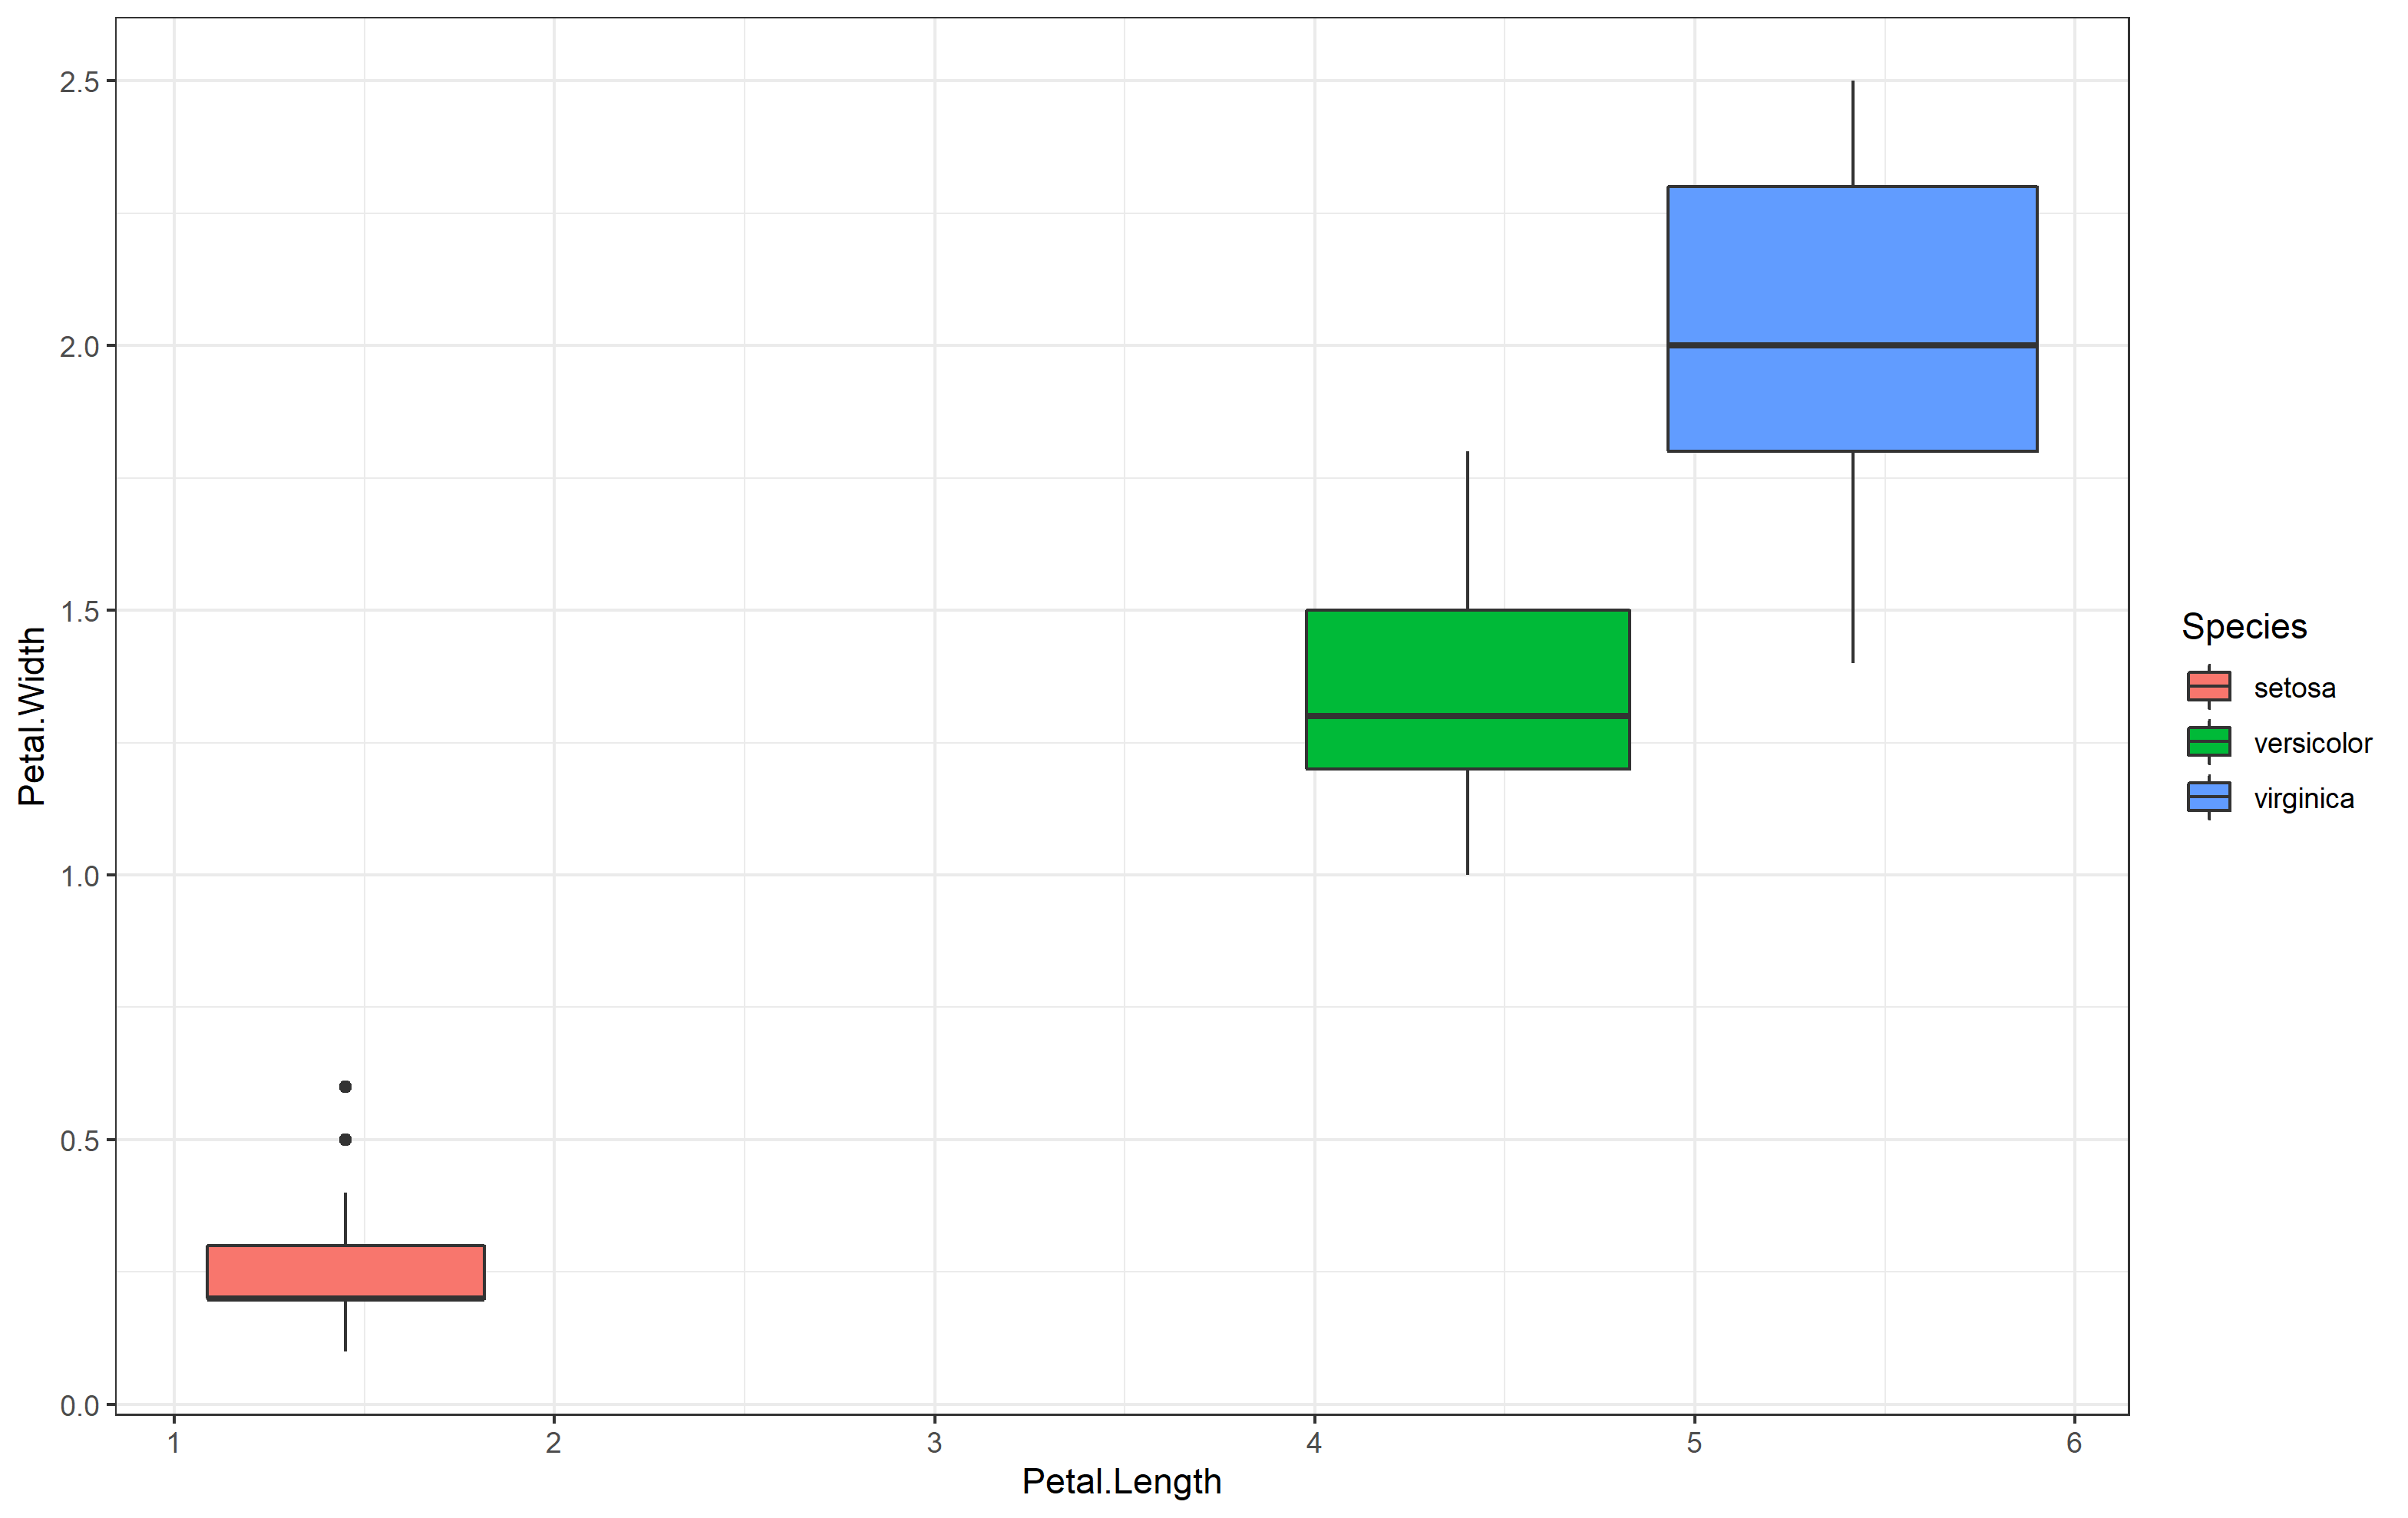 2.5
2.0
1.5
1.0
0.5
0.0
Petal.Width
1 2 3 4 5 6
Petal.Length
Species
setosa
versicolor
virginica